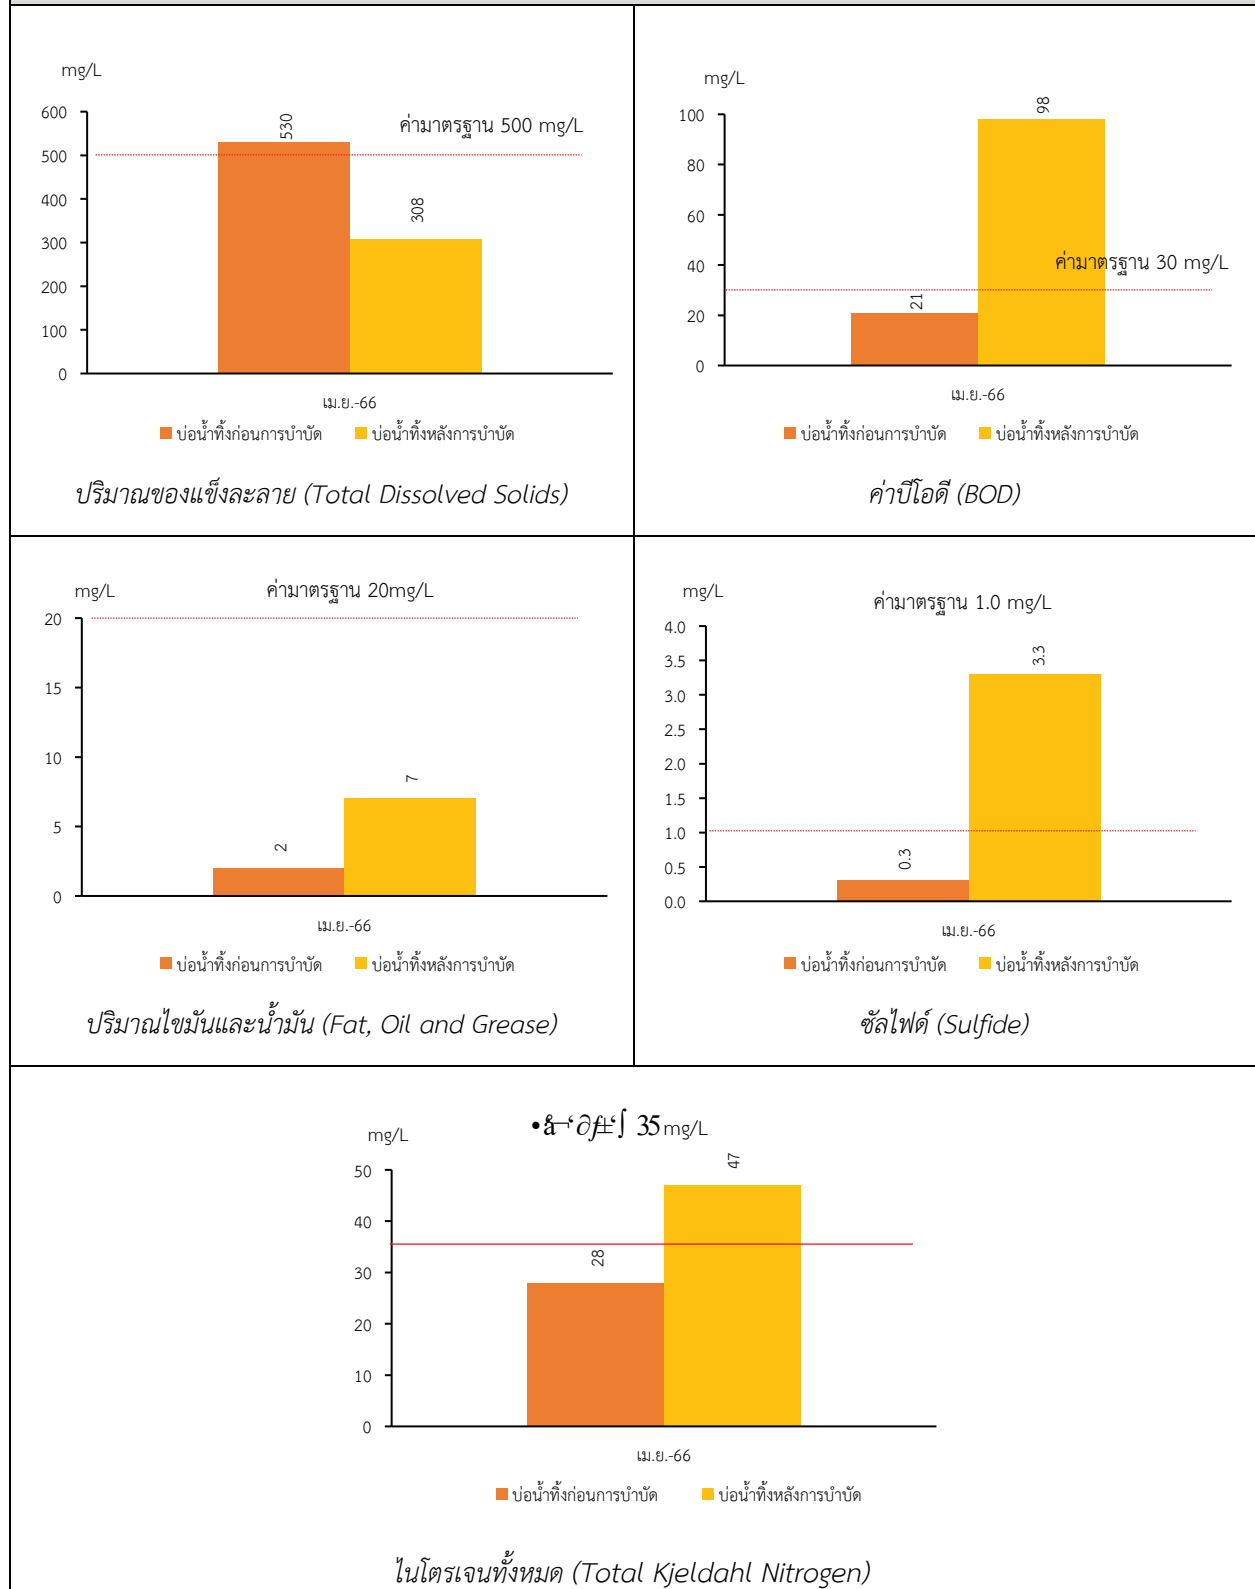 mg/L
600
500
400
300
200
100
0
530
308
ค่ามาตรฐาน 500 mg/L
เม.ย.-66
บ่อน้ำทิ้งก่อนการบำบัด บ่อน้ำทิ้งหลังการบำบัด
ปริมาณของแข็งละลาย (Total Dissolved Solids)
mg/L
100
80
60
40
20
0
21
98
ค่ามาตรฐาน 30 mg/L
เม.ย.-66
บ่อน้ำทิ้งก่อนการบำบัด บ่อน้ำทิ้งหลังการบำบัด
ค่าบีโอดี (BOD)
mg/L
ค่ามาตรฐาน 20mg/L
20
15
10
5
0
2
7
เม.ย.-66
บ่อน้ำทิ้งก่อนการบำบัด บ่อน้ำทิ้งหลังการบำบัด
ปริมาณไขมันและน้ำมัน (Fat, Oil and Grease)
mg/L
ค่ามาตรฐาน 1.0 mg/L
4.0
3.5
3.0
2.5
2.0
1.5
1.0
0.5
0.0
0.3
3.3
เม.ย.-66
บ่อน้ำทิ้งก่อนการบำบัด บ่อน้ำทิ้งหลังการบำบัด
ซัลไฟด์ (Sulfide)
mg/L
35 mg/L
50
40
30
20
10
0
28
47
เม.ย.-66
บ่อน้ำทิ้งก่อนการบำบัด บ่อน้ำทิ้งหลังการบำบัด
ไนโตรเจนทั้งหมด (Total Kjeldahl Nitrogen)